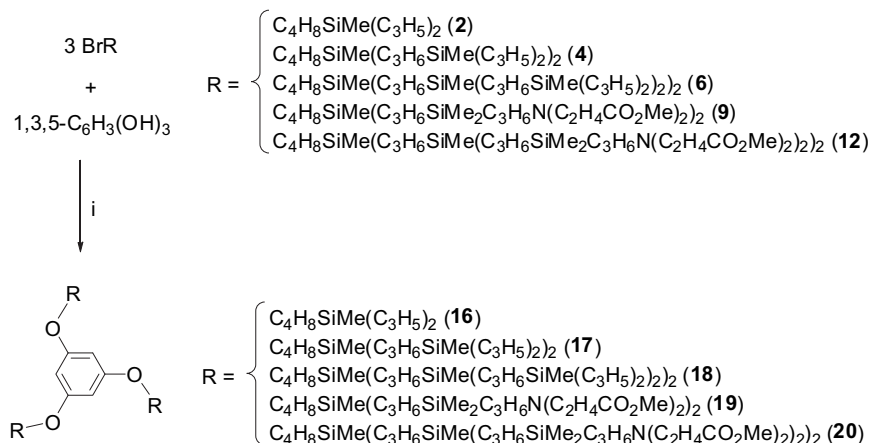 C₄H₈SiMe(C₃H₅)₂ (2)
3 BrR
C₄H₈SiMe(C₃H₆SiMe(C₃H₅)₂)₂ (4)
+
R =
C₄H₈SiMe(C₃H₆SiMe(C₃H₆SiMe(C₃H₅)₂)₂)₂ (6)
C₄H₈SiMe(C₃H₆SiMe₂C₃H₆N(C₂H₄CO₂Me)₂)₂ (9)
1,3,5-C₆H₃(OH)₃
C₄H₈SiMe(C₃H₆SiMe(C₃H₆SiMe₂C₃H₆N(C₂H₄CO₂Me)₂)₂)₂ (12)
i
R
O
O
R
O
R
R =
C₄H₈SiMe(C₃H₅)₂ (16)
C₄H₈SiMe(C₃H₆SiMe(C₃H₅)₂)₂ (17)
C₄H₈SiMe(C₃H₆SiMe(C₃H₆SiMe(C₃H₅)₂)₂)₂ (18)
C₄H₈SiMe(C₃H₆SiMe₂C₃H₆N(C₂H₄CO₂Me)₂)₂ (19)
C₄H₈SiMe(C₃H₆SiMe(C₃H₆SiMe₂C₃H₆N(C₂H₄CO₂Me)₂)₂)₂ (20)